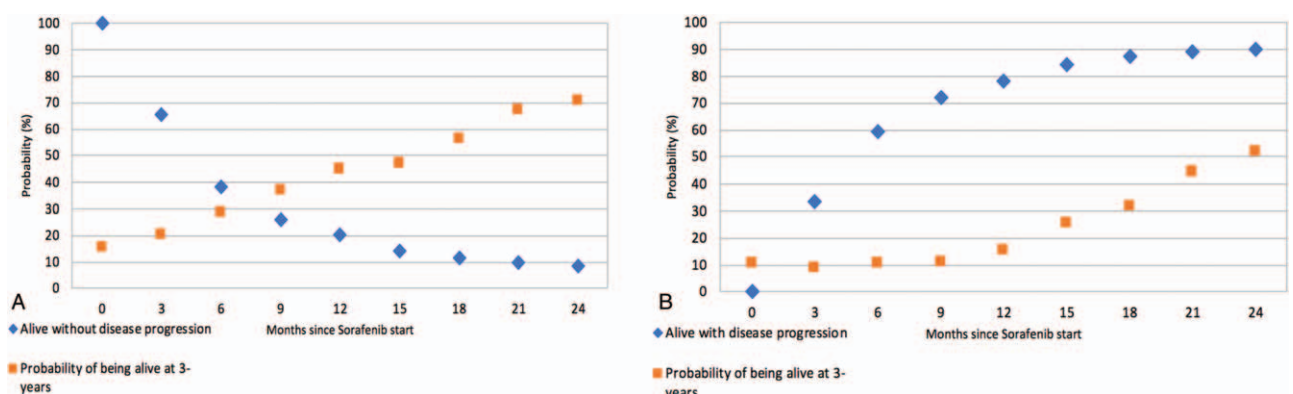 100
90
80
70
60
50
40
30
20
10
0
Probability (%)
0 3 6 9 12 15 18 21 24
A
Months since Sorafenib start
Alive without disease progression
Probability of being alive at 3-
years
100
90
80
70
60
50
40
30
20
10
0
Probability (%)
0 3 6 9 12 15 18 21 24
B
Months since Sorafenib start
Alive with disease progression
Probability of being alive at 3-
years